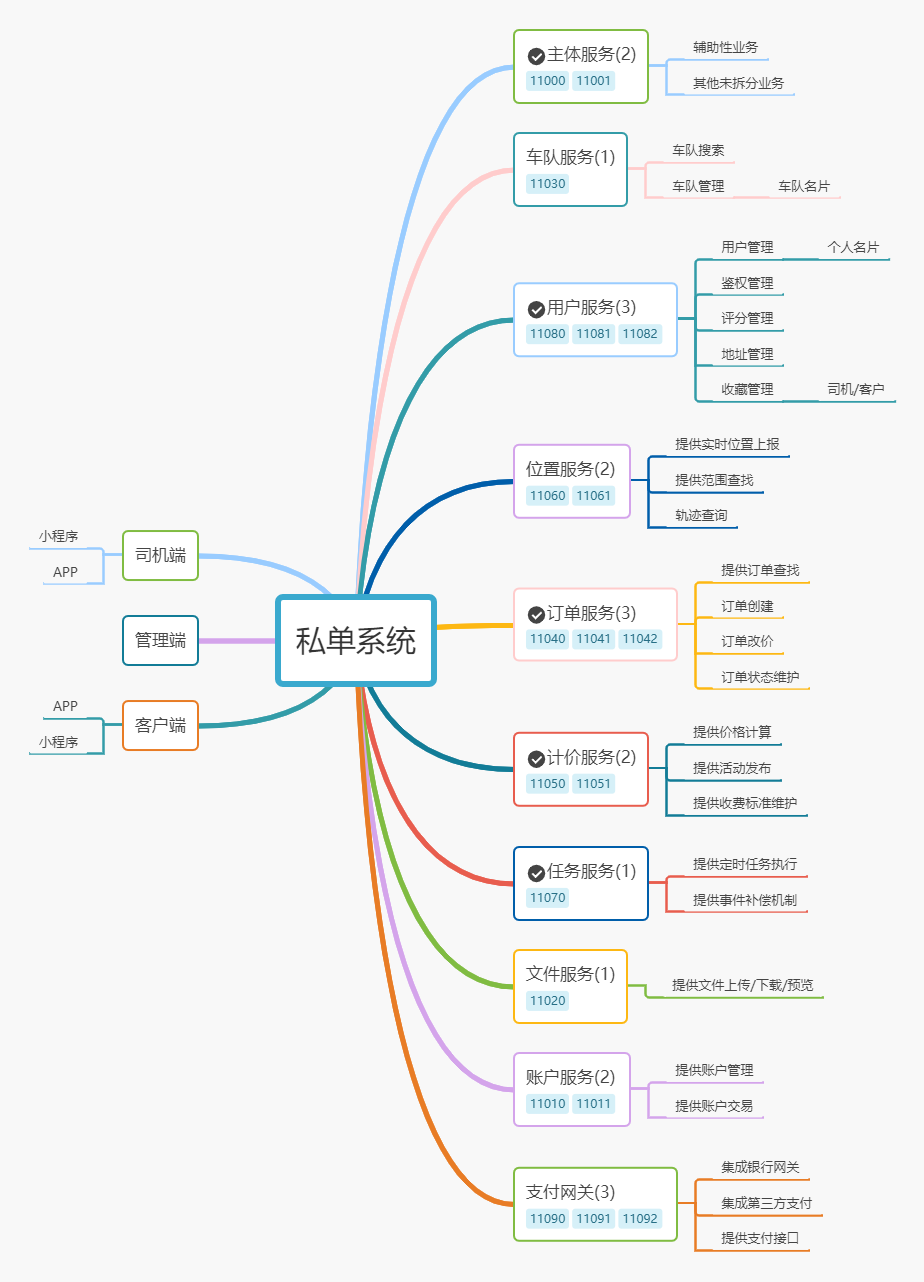 私单系统
司机端
小程序
APP
管理端
客户端
APP
小程序
主体服务(2)
11000 11001
辅助性业务
其他未拆分业务
车队服务(1)
11030
车队搜索
车队管理
车队名片
用户服务(3)
11080 11081 11082
用户管理
个人名片
鉴权管理
评分管理
地址管理
收藏管理
司机/客户
位置服务(2)
11060 11061
提供实时位置上报
提供范围查找
轨迹查询
订单服务(3)
11040 11041 11042
提供订单查找
订单创建
订单改价
订单状态维护
计价服务(2)
11050 11051
提供价格计算
提供活动发布
提供收费标准维护
任务服务(1)
11070
提供定时任务执行
提供事件补偿机制
文件服务(1)
11020
提供文件上传/下载/预览
账户服务(2)
11010 11011
提供账户管理
提供账户交易
支付网关(3)
11090 11091 11092
集成银行网关
集成第三方支付
提供支付接口